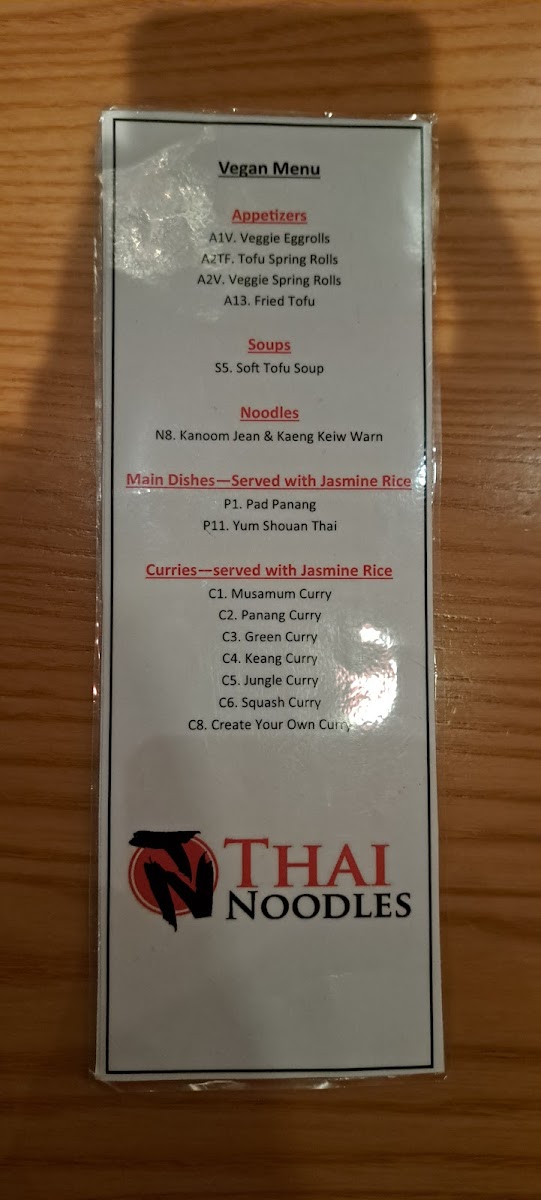 Vegan Menu
Appetizers
A1V. Veggie Eggrolls
A2TF. Tofu Spring Rolls
A2V. Veggie Spring Rolls
A13. Fried Tofu
Soups
S5. Soft Tofu Soup
Noodles
N8. Kanoom Jean & Kaeng Keiw Warn
Main Dishes—Served with Jasmine Rice
P1. Pad Panang
P11. Yum Shouan Thai
Curries—served with Jasmine Rice
C1. Musamum Curry
C2. Panang Curry
C3. Green Curry
C4. Keang Curry
C5. Jungle Curry
C6. Squash Curry
C8. Create Your Own Curry
TN
THAI
NOODLES